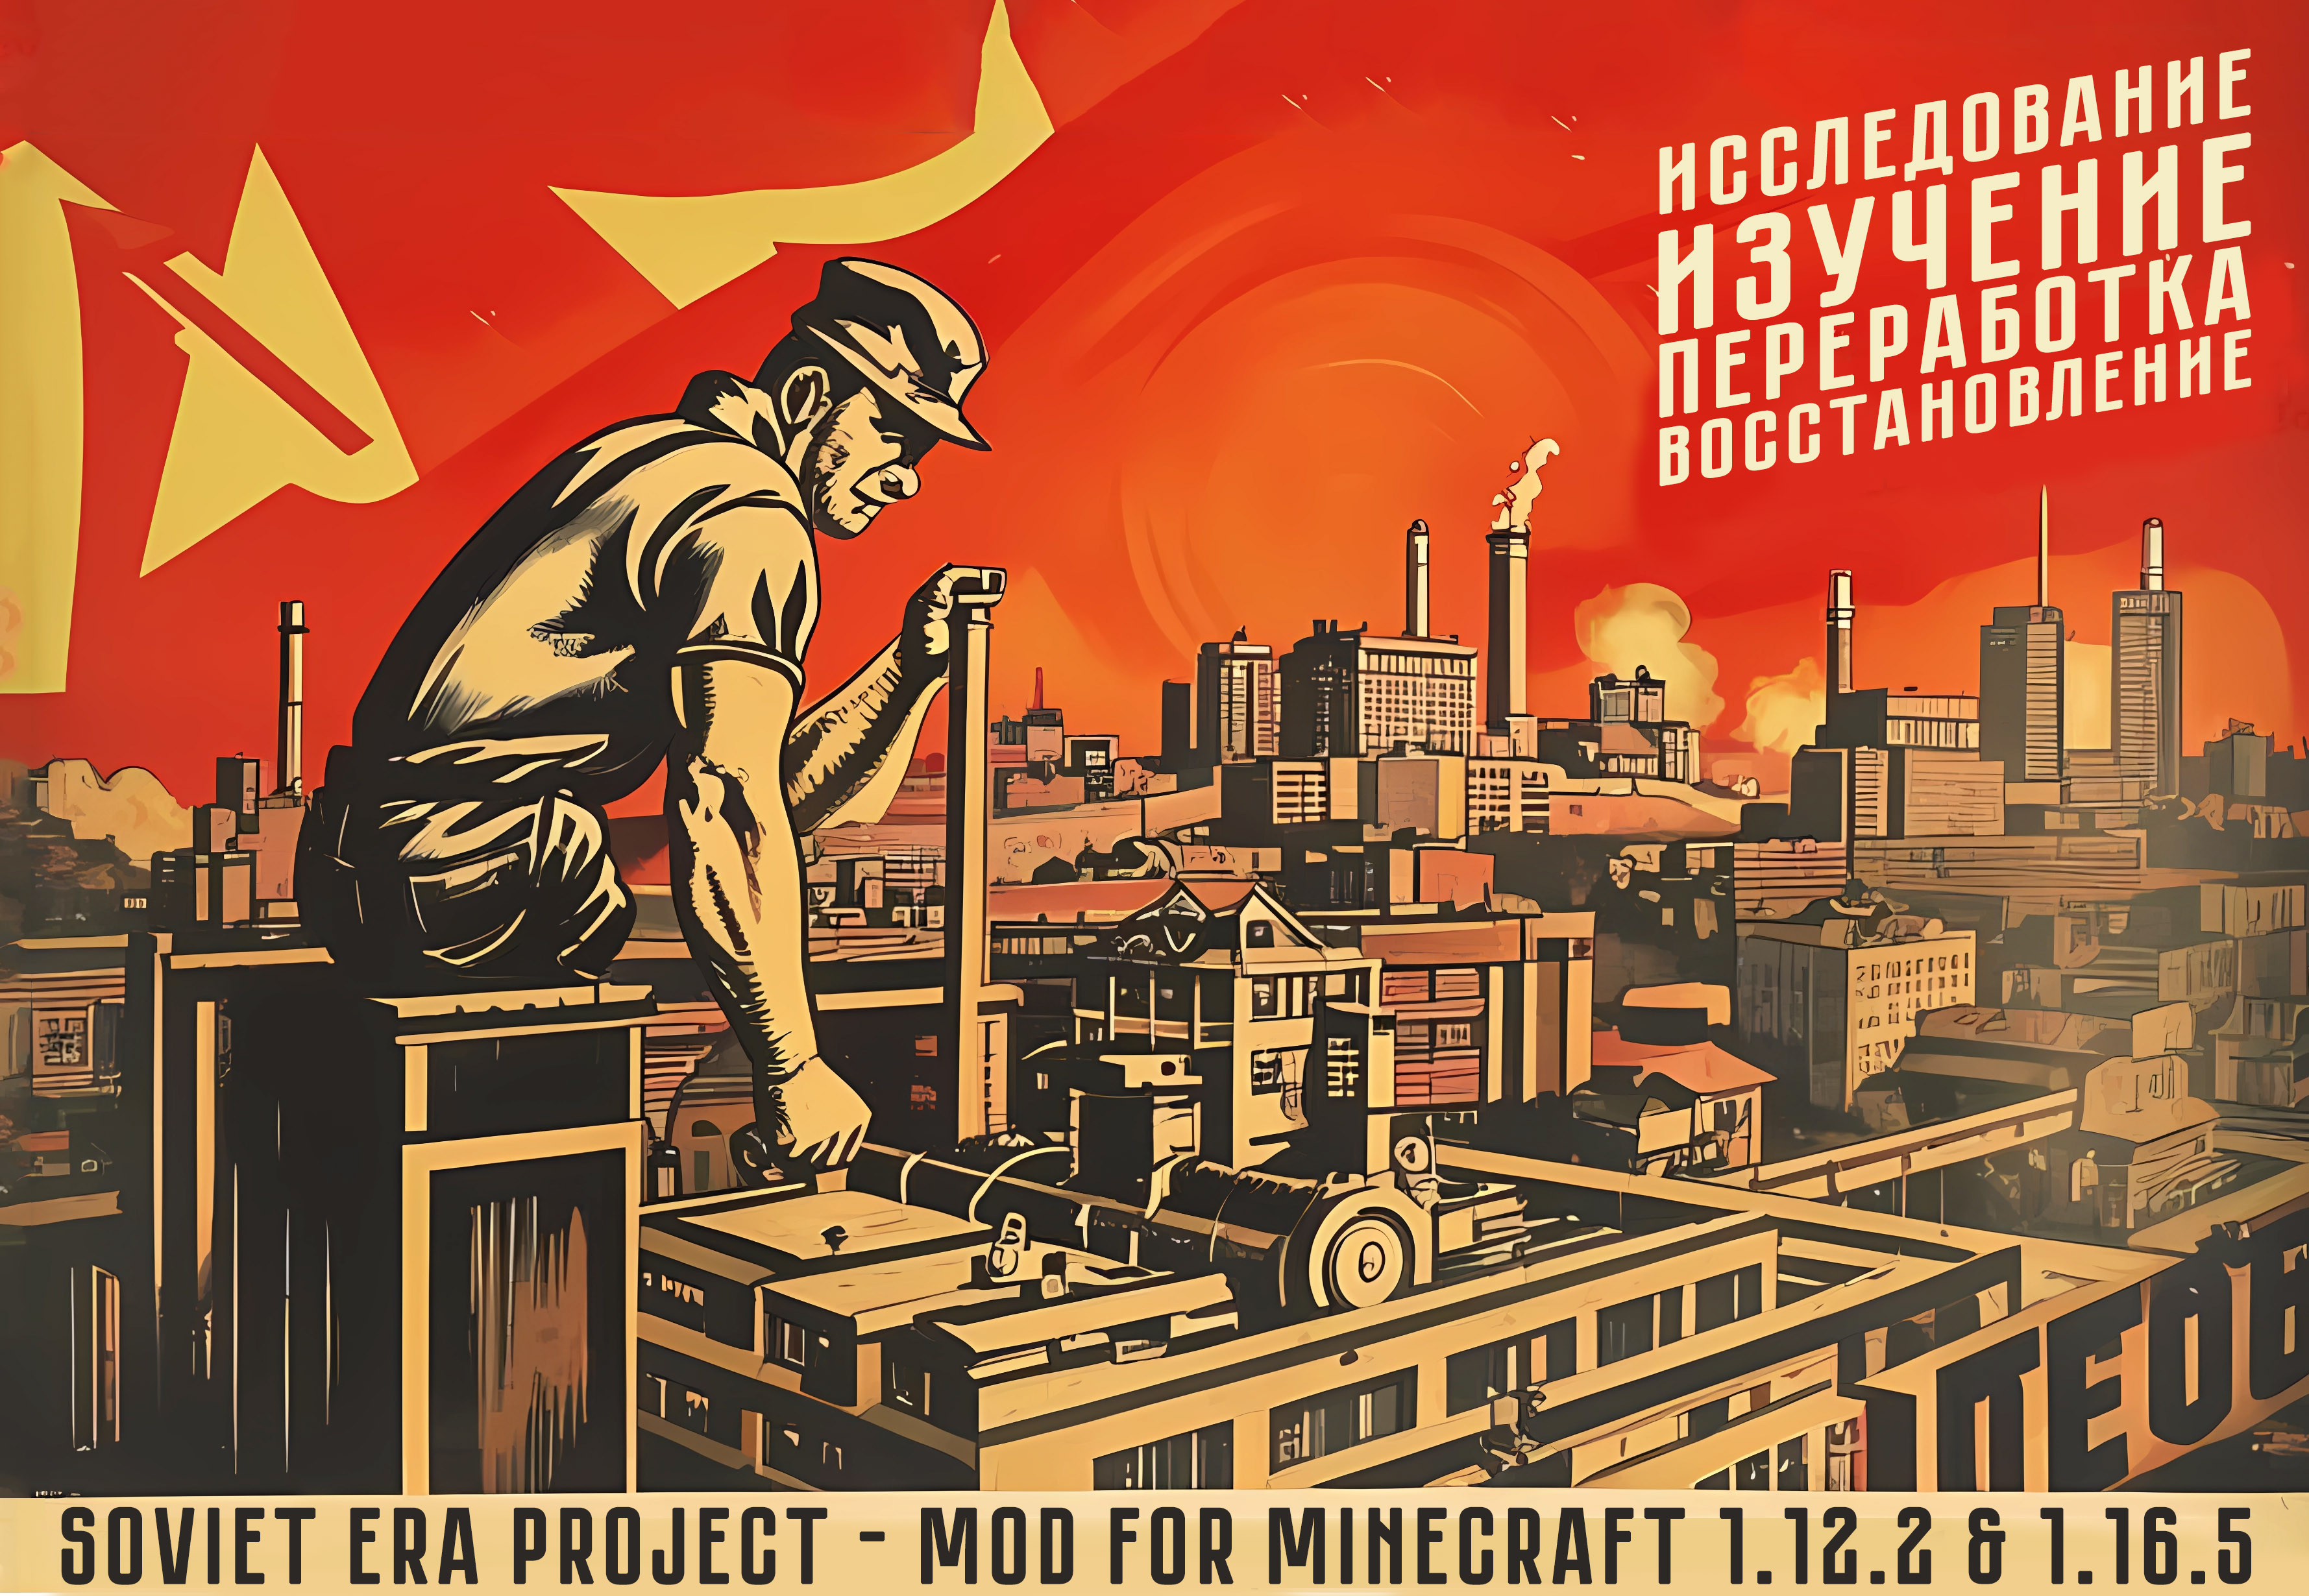 ИССЛЕДОВАНИЕ
ИЗУЧЕНИЕ
ПЕРЕРАБОТКА
ВОССТАНОВЛЕНИЕ
SOVIET ERA PROJECT - MOD FOR MINECRAFT 1.12.2 & 1.16.5